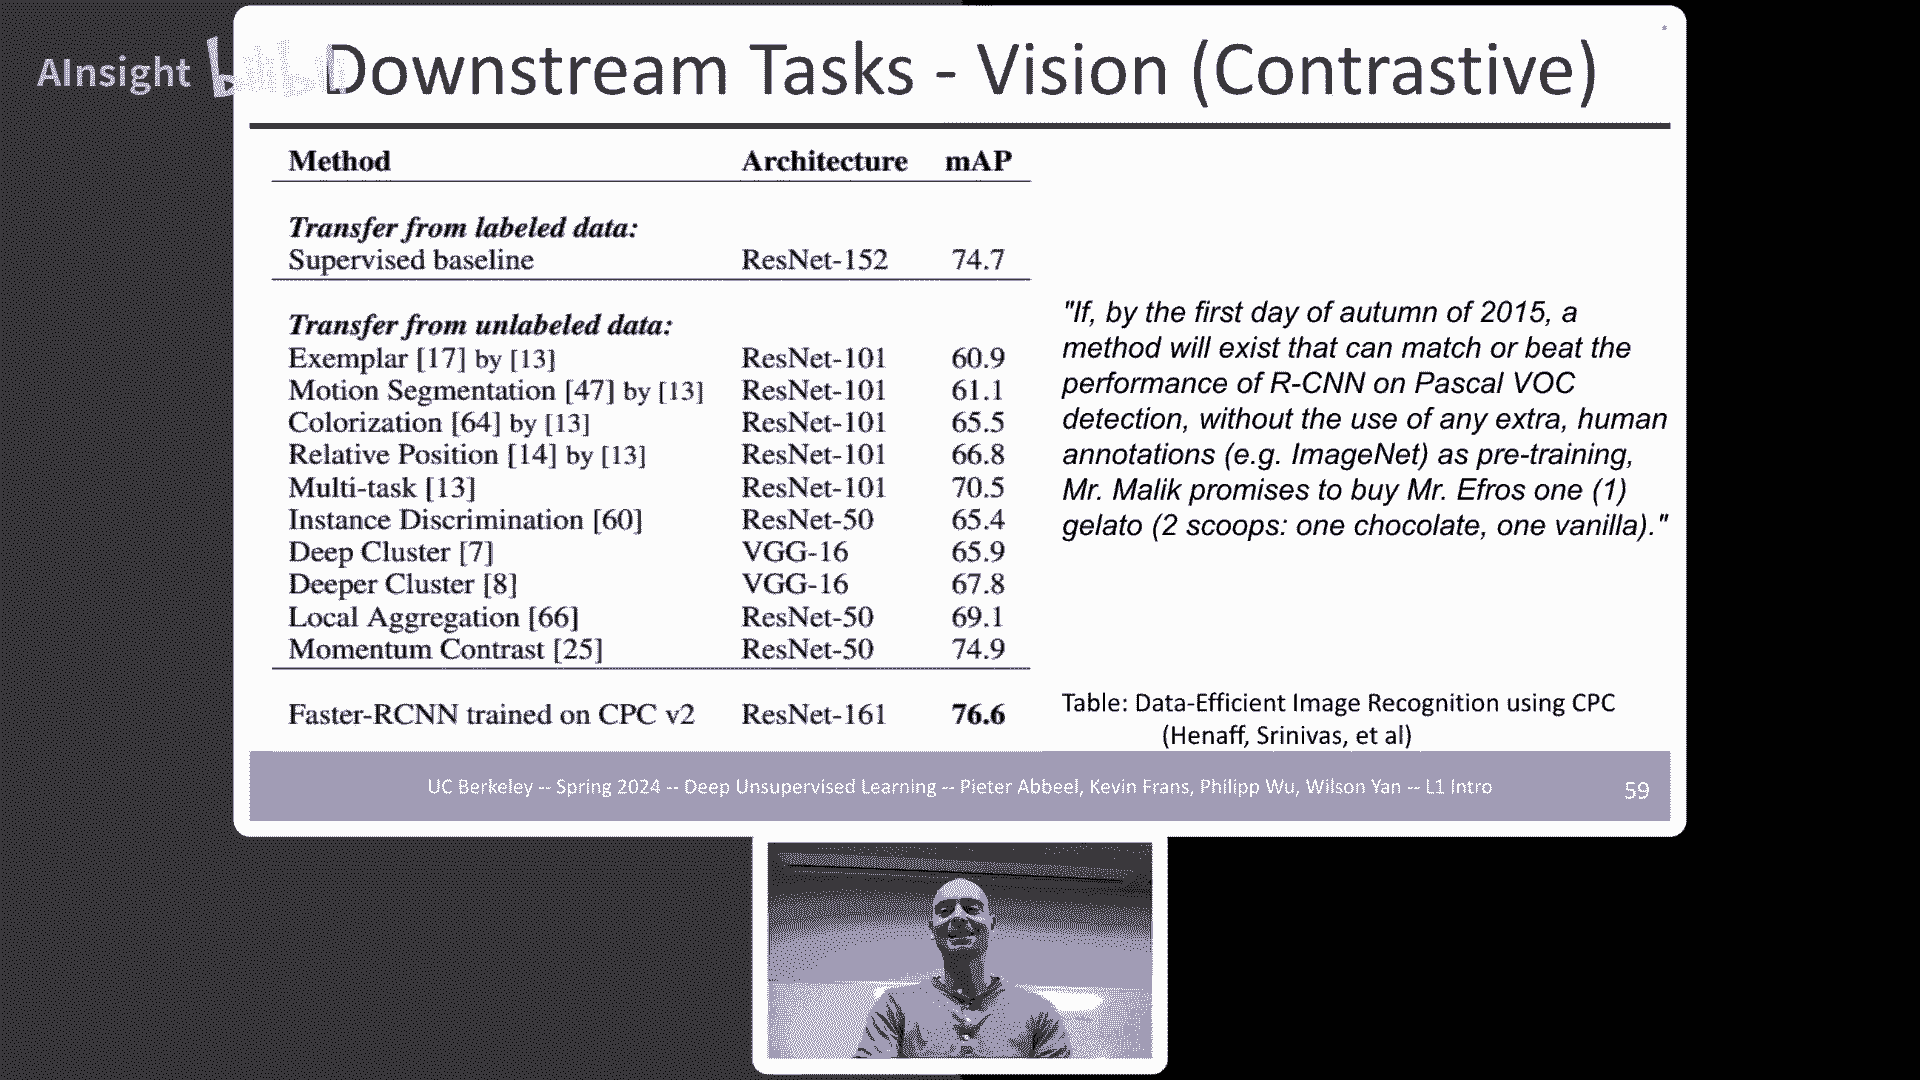 AInsight
Downstream Tasks - Vision (Contrastive)
Method Architecture mAP
Transfer from labeled data:
Supervised baseline ResNet-152 74.7
Transfer from unlabeled data:
Exemplar [17] by [13] ResNet-101 60.9
Motion Segmentation [47] by [13] ResNet-101 61.1
Colorization [64] by [13] ResNet-101 65.5
Relative Position [14] by [13] ResNet-101 66.8
Multi-task [13] ResNet-101 70.5
Instance Discrimination [60] ResNet-50 65.4
Deep Cluster [7] VGG-16 65.9
Deeper Cluster [8] VGG-16 67.8
Local Aggregation [66] ResNet-50 69.1
Momentum Contrast [25] ResNet-50 74.9
Faster-RCNN trained on CPC v2 ResNet-161 76.6
"If, by the first day of autumn of 2015, a
method will exist that can match or beat the
performance of R-CNN on Pascal VOC
detection, without the use of any extra, human
annotations (e.g. ImageNet) as pre-training,
Mr. Malik promises to buy Mr. Efros one (1)
gelato (2 scoops: one chocolate, one vanilla)."
Table: Data-Efficient Image Recognition using CPC
(Henaff, Srinivas, et al)
UC Berkeley -- Spring 2024 -- Deep Unsupervised Learning -- Pieter Abbeel, Kevin Frans, Philipp Wu, Wilson Yan -- L1 Intro
59